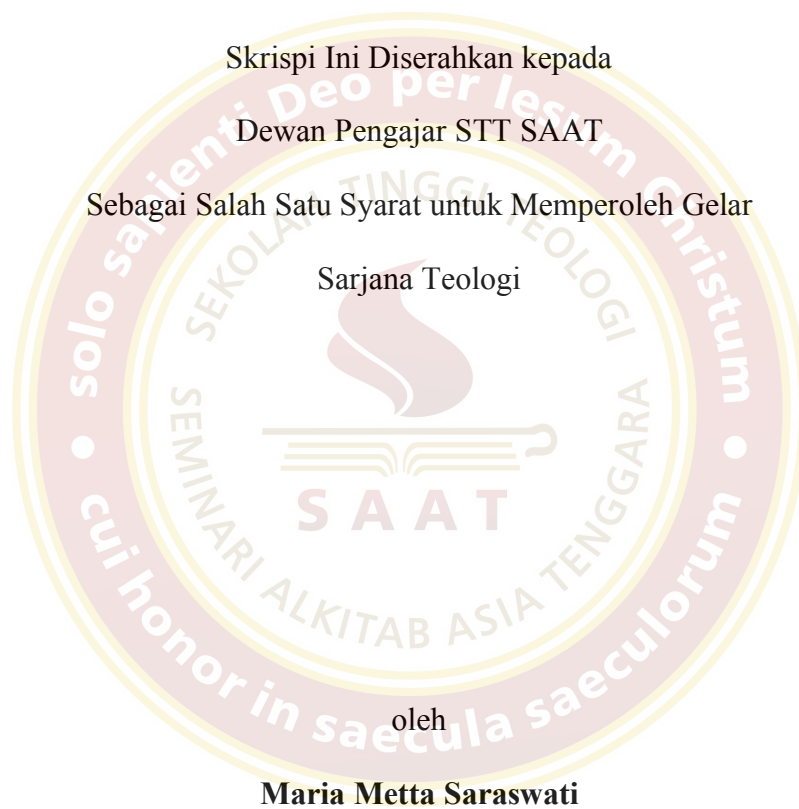 Skrispi Ini Diserahkan kepada
Dewan Pengajar STT SAAT
Sebagai Salah Satu Syarat untuk Memperoleh Gelar
Sarjana Teologi
oleh
Maria Metta Saraswati
solo sapienti Deo per Iesum Christum
cui honor in saecula saeculorum
SEKOLAH TINGGI TEOLOGI
SEMINARI ALKITAB ASIA TENGGARA
SAAT